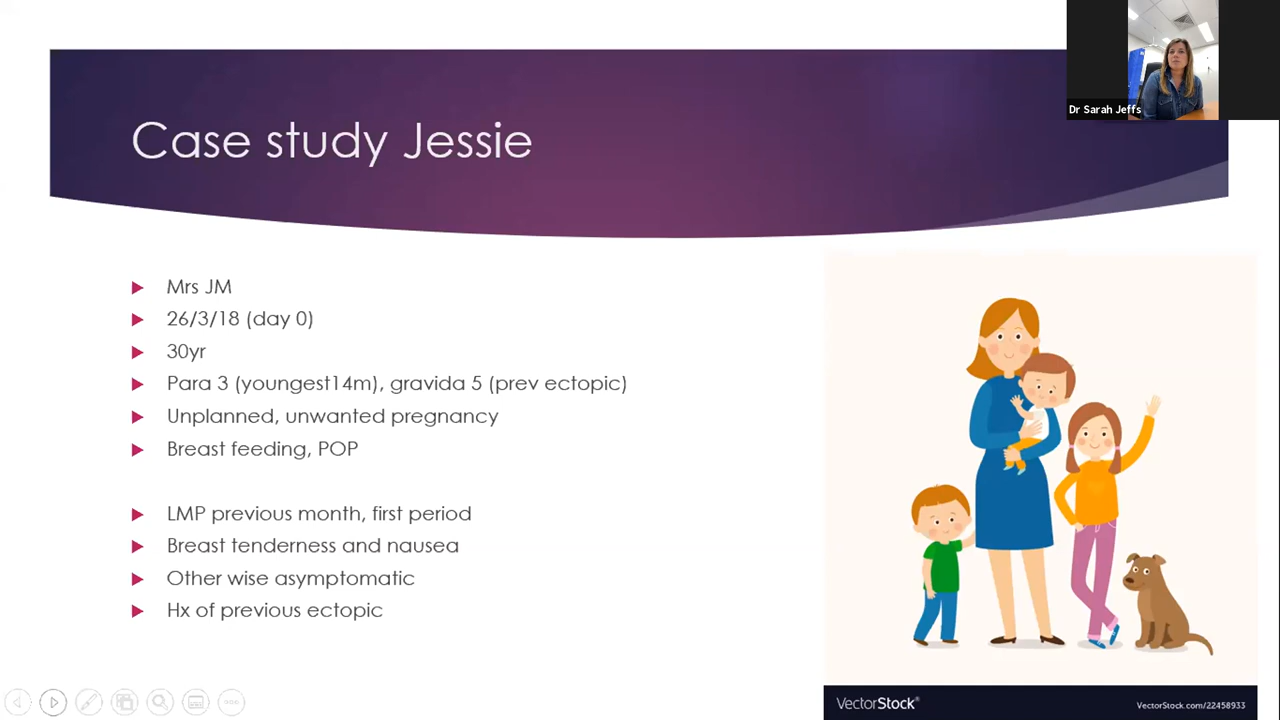 Dr Sarah Jeffs
Case study Jessie
Mrs JM
26/3/18 (day 0)
30yr
Para 3 (youngest14m), gravida 5 (prev ectopic)
Unplanned, unwanted pregnancy
Breast feeding, POP
LMP previous month, first period
Breast tenderness and nausea
Other wise asymptomatic
Hx of previous ectopic
VectorStock®
VectorStock.com/22458933